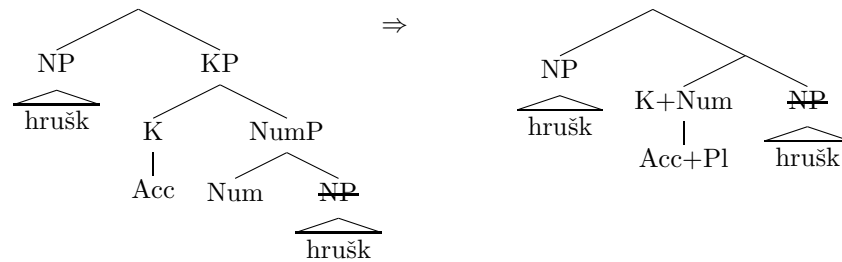 ⇒
NP KP
hrušk
K NumP
Acc Num NP
hrušk
NP
hrušk
K+Num NP
Acc+Pl hrušk